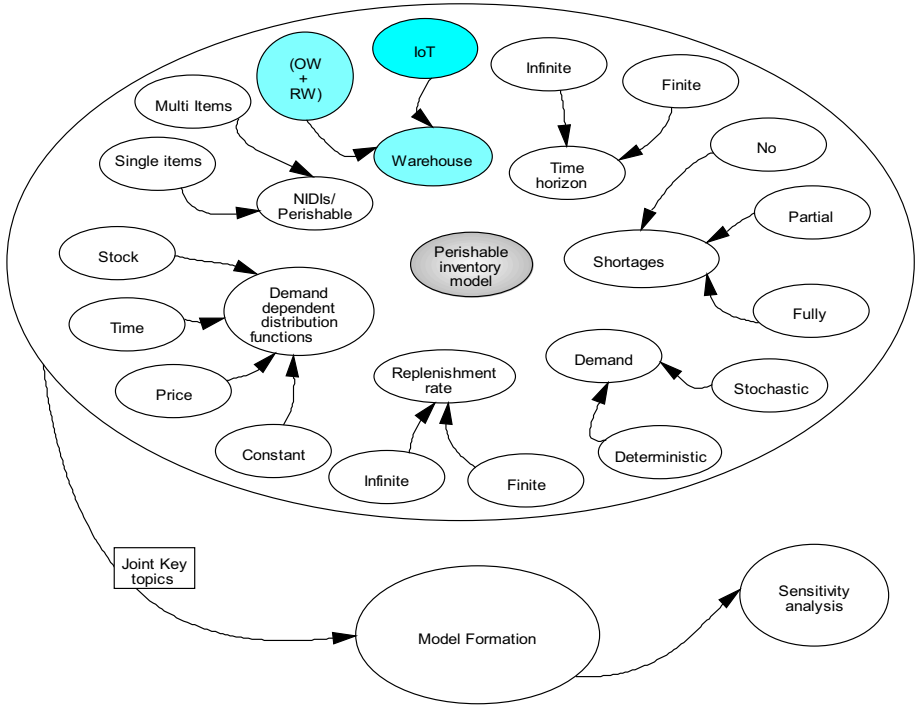 (OW
+
RW)
IoT
Infinite
Finite
Multi Items
Warehouse
No
Single items
Time
horizon
NIDIs/
Perishable
Partial
Stock
Perishable
inventory
model
Shortages
Demand
dependent
distribution
functions
Time
Fully
Replenishment
rate
Demand
Price
Stochastic
Constant
Infinite
Finite
Deterministic
Joint Key
topics
Model Formation
Sensitivity
analysis